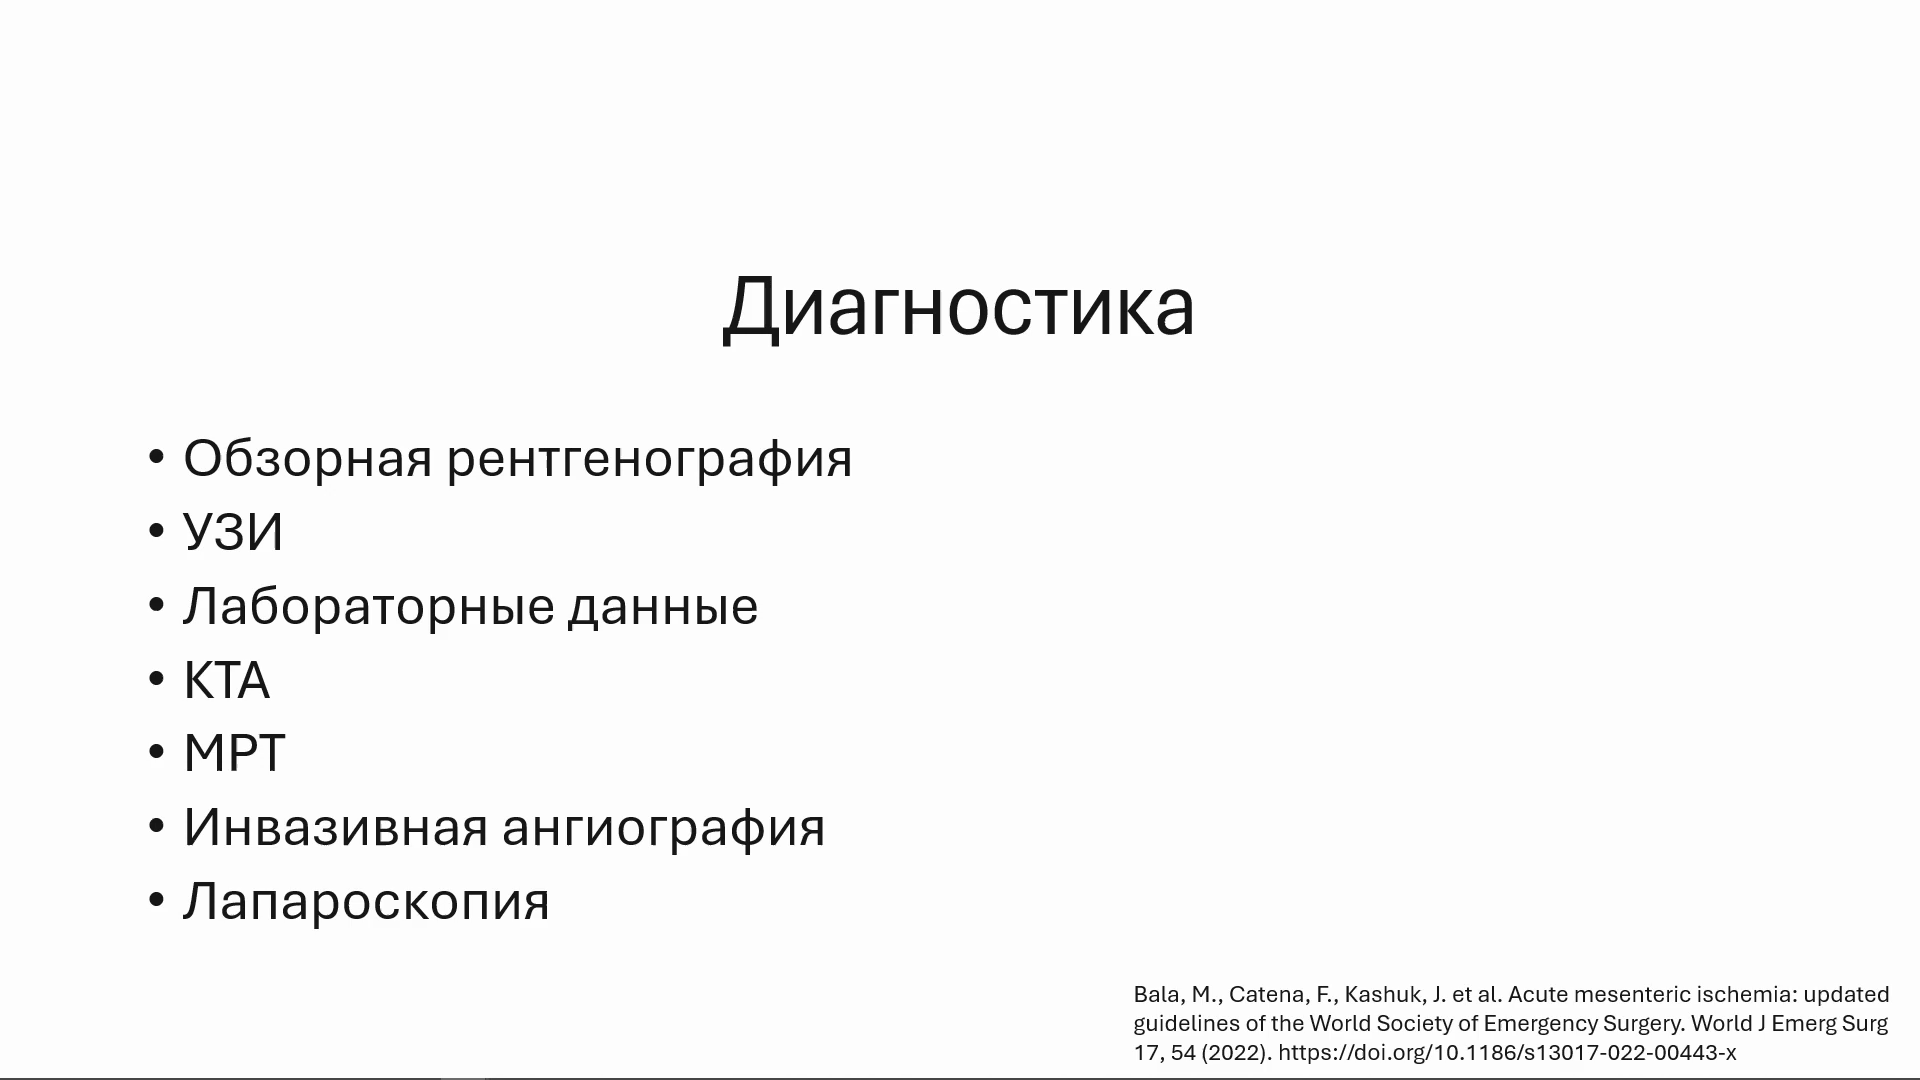 Диагностика
• Обзорная рентгенография
• УЗИ
• Лабораторные данные
• КТА
• МРТ
• Инвазивная ангиография
• Лапароскопия
Bala, M., Catena, F., Kashuk, J. et al. Acute mesenteric ischemia: updated
guidelines of the World Society of Emergency Surgery. World J Emerg Surg
17, 54 (2022). https://doi.org/10.1186/s13017-022-00443-x